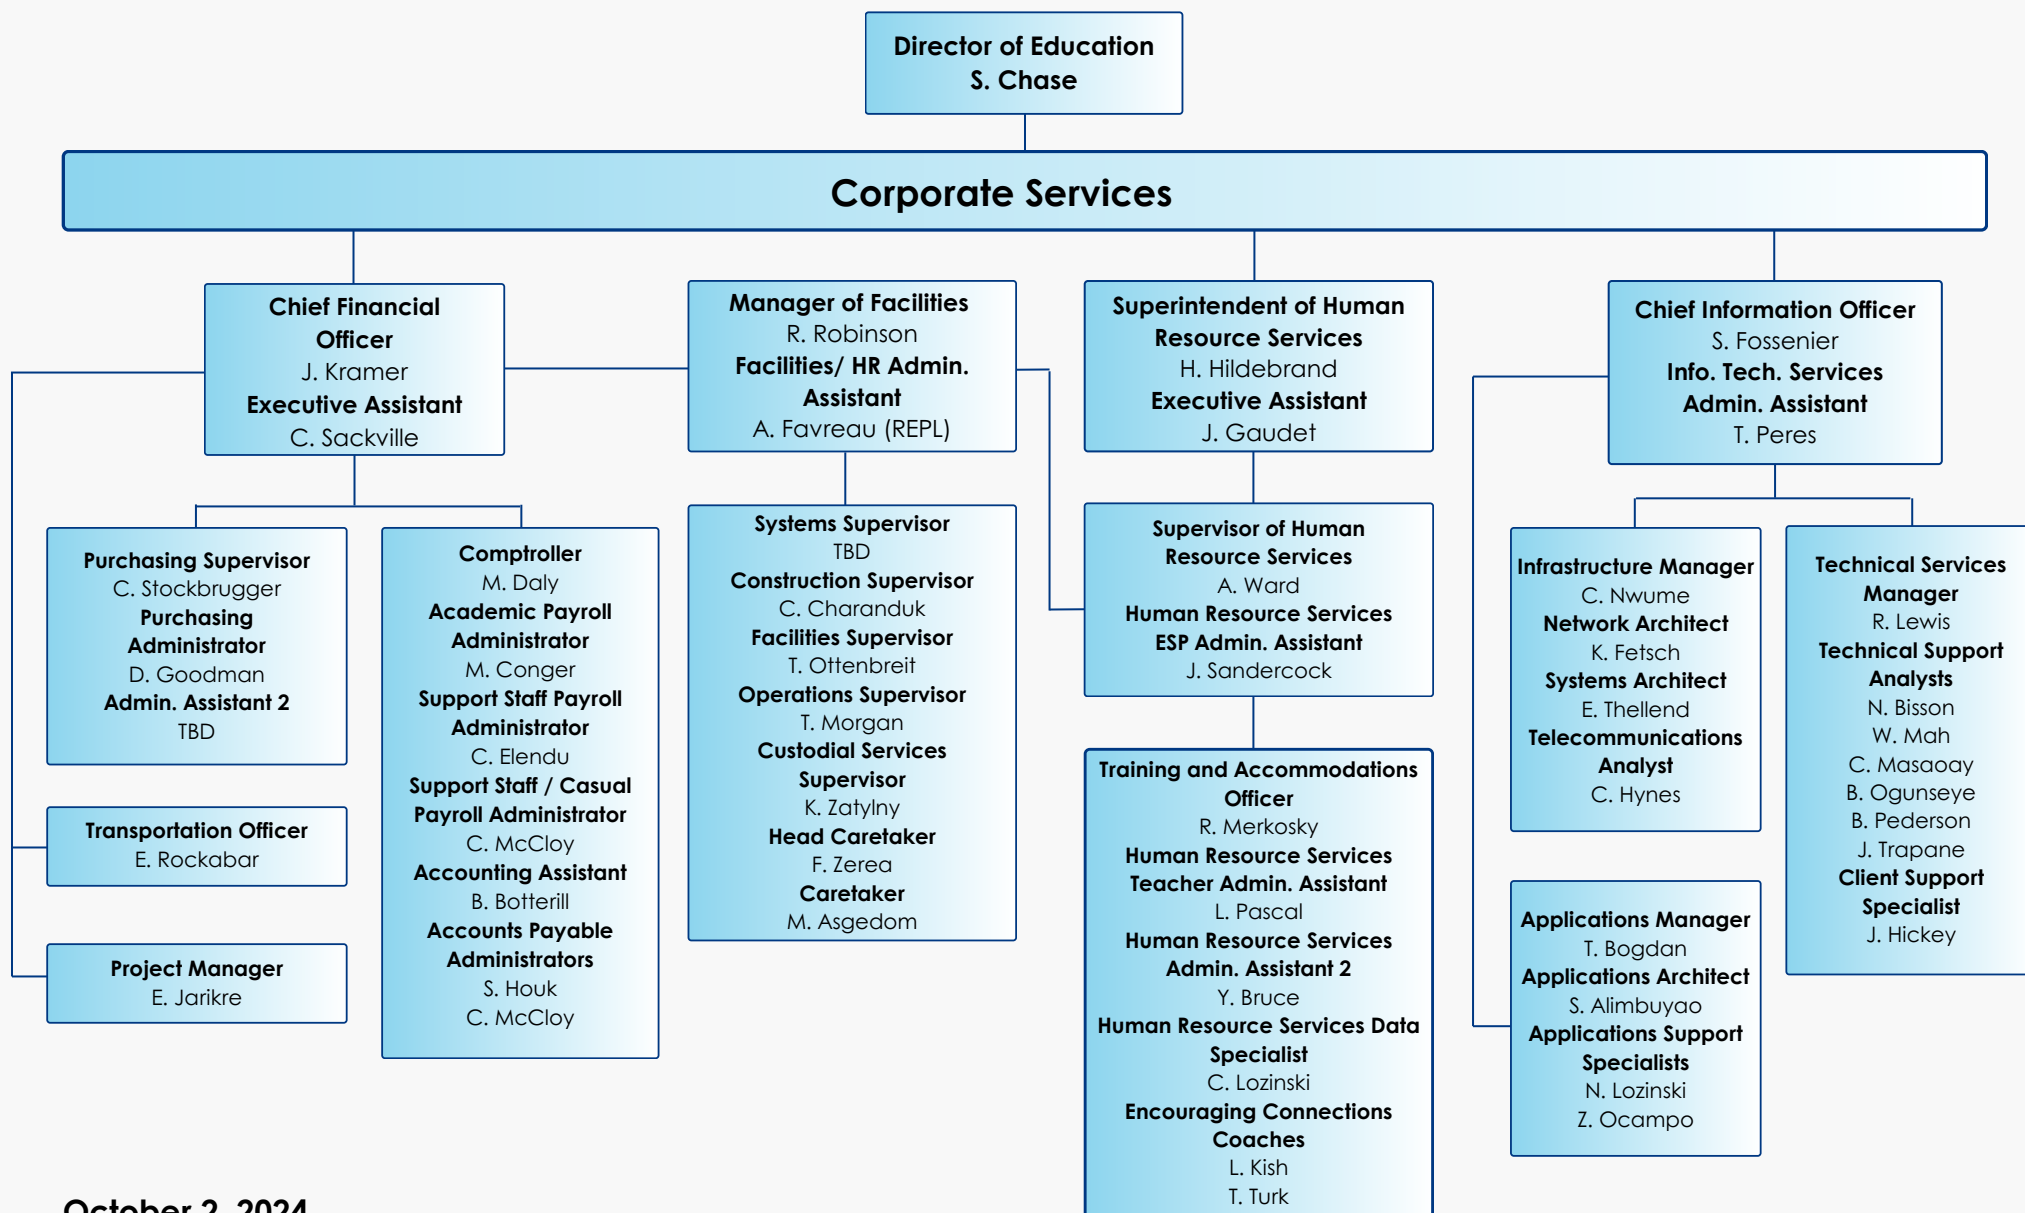 Director of Education
S. Chase
Corporate Services
Chief Financial
Officer
J. Kramer
Executive Assistant
C. Sackville
Manager of Facilities
R. Robinson
Facilities/ HR Admin.
Assistant
A. Favreau (REPL)
Superintendent of Human
Resource Services
H. Hildebrand
Executive Assistant
J. Gaudet
Chief Information Officer
S. Fossenier
Info. Tech. Services
Admin. Assistant
T. Peres
Purchasing Supervisor
C. Stockbrugger
Purchasing
Administrator
D. Goodman
Admin. Assistant 2
TBD
Transportation Officer
E. Rockabar
Project Manager
E. Jarikre
Comptroller
M. Daly
Academic Payroll
Administrator
M. Conger
Support Staff Payroll
Administrator
C. Elendu
Support Staff / Casual
Payroll Administrator
C. McCloy
Accounting Assistant
B. Botterill
Accounts Payable
Administrators
S. Houk
C. McCloy
Systems Supervisor
TBD
Construction Supervisor
C. Charanduk
Facilities Supervisor
T. Ottenbreit
Operations Supervisor
T. Morgan
Custodial Services
Supervisor
K. Zatylny
Head Caretaker
F. Zerea
Caretaker
M. Asgedom
Supervisor of Human
Resource Services
A. Ward
Human Resource Services
ESP Admin. Assistant
J. Sandercock
Training and Accommodations
Officer
R. Merkosky
Human Resource Services
Teacher Admin. Assistant
L. Pascal
Human Resource Services
Admin. Assistant 2
Y. Bruce
Human Resource Services Data
Specialist
C. Lozinski
Encouraging Connections
Coaches
L. Kish
T. Turk
Infrastructure Manager
C. Nwume
Network Architect
K. Fetsch
Systems Architect
E. Thellend
Telecommunications
Analyst
C. Hynes
Applications Manager
T. Bogdan
Applications Architect
S. Alimbuyao
Applications Support
Specialists
N. Lozinski
Z. Ocampo
Technical Services
Manager
R. Lewis
Technical Support
Analysts
N. Bisson
W. Mah
C. Masaoay
B. Ogunseye
B. Pederson
J. Trapane
Client Support
Specialist
J. Hickey
October 2, 2024